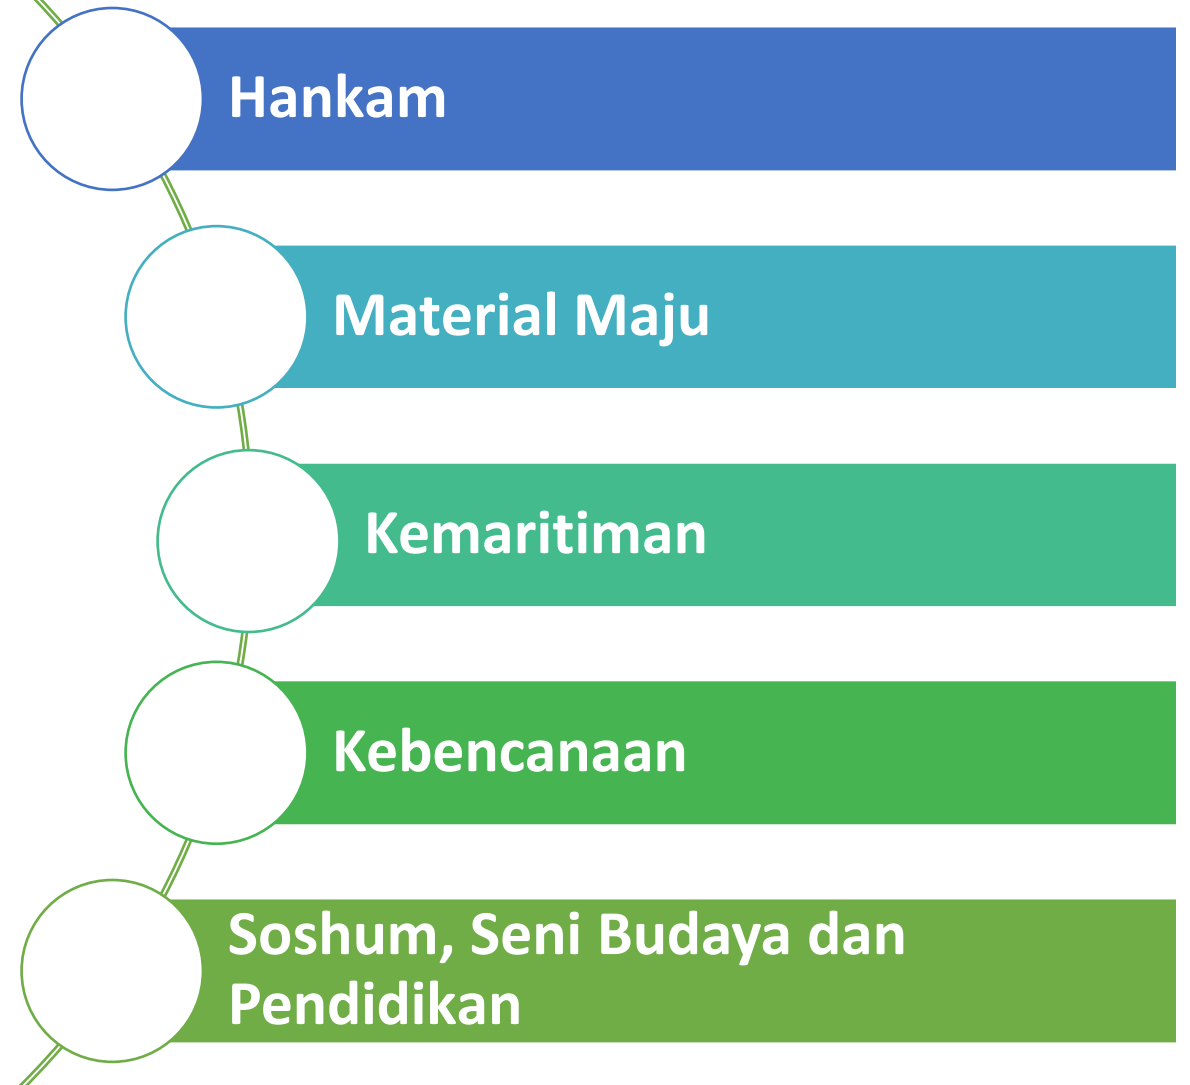 Hankam
Material Maju
Kemaritiman
Kebencanaan
Soshum, Seni Budaya dan
Pendidikan